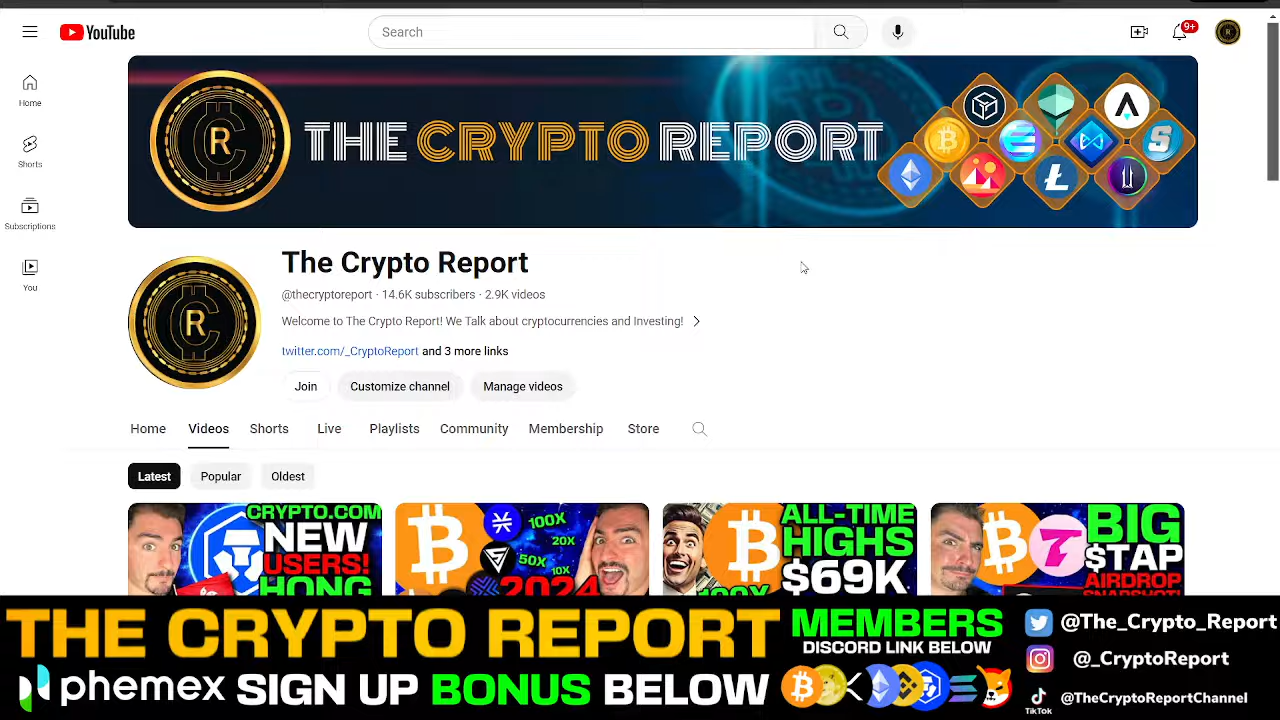 YouTube
Search
9+
Home
Shorts
Subscriptions
You
R
THE CRYPTO REPORT
S
The Crypto Report
@thecryptoreport · 14.6K subscribers · 2.9K videos
Welcome to The Crypto Report! We Talk about cryptocurrencies and Investing!
twitter.com/_CryptoReport and 3 more links
R
Join
Customize channel
Manage videos
Home
Videos
Shorts
Live
Playlists
Community
Membership
Store
Latest
Popular
Oldest
CRYPTO.COM
NEW
USERS!
HONG
100X
20X
50X
10X
2024
ALL-TIME
HIGHS
$69K
100X
BIG
$TAP
AIRDROP
SNAPSHOT!
THE CRYPTO REPORT
MEMBERS
DISCORD LINK BELOW
@The_Crypto_Report
@_CryptoReport
phemex SIGN UP BONUS BELOW
TikTok
@TheCryptoReportChannel